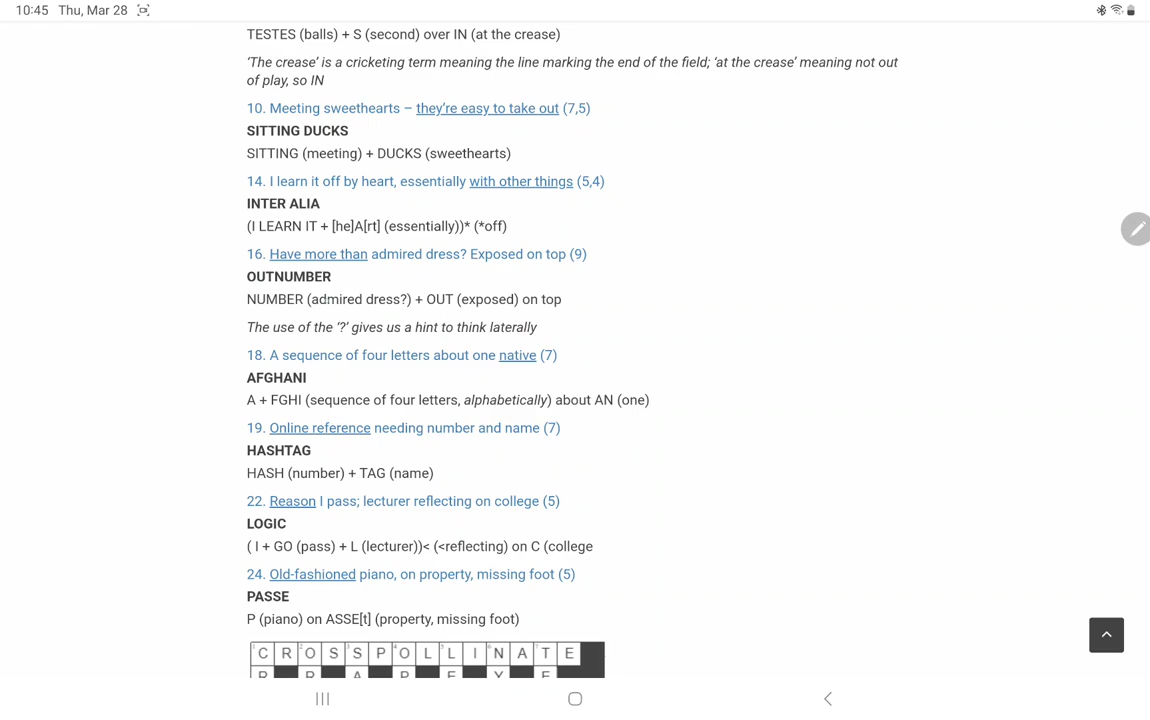 10:45 Thu, Mar 28
TESTES (balls) + S (second) over IN (at the crease)
‘The crease’ is a cricketing term meaning the line marking the end of the field; ‘at the crease’ meaning not out
of play, so IN
10. Meeting sweethearts – they’re easy to take out (7,5)
SITTING DUCKS
SITTING (meeting) + DUCKS (sweethearts)
14. I learn it off by heart, essentially with other things (5,4)
INTER ALIA
(I LEARN IT + [he]A[rt] (essentially))* (*off)
16. Have more than admired dress? Exposed on top (9)
OUTNUMBER
NUMBER (admired dress?) + OUT (exposed) on top
The use of the ‘?’ gives us a hint to think laterally
18. A sequence of four letters about one native (7)
AFGHANI
A + FGHI (sequence of four letters, alphabetically) about AN (one)
19. Online reference needing number and name (7)
HASHTAG
HASH (number) + TAG (name)
22. Reason I pass; lecturer reflecting on college (5)
LOGIC
( I + GO (pass) + L (lecturer))< (<reflecting) on C (college
24. Old-fashioned piano, on property, missing foot (5)
PASSE
P (piano) on ASSE[t] (property, missing foot)
1 C R 2 O S 3 S P 4 O L 5 L I 6 N A 7 T E
R R A P E Y E